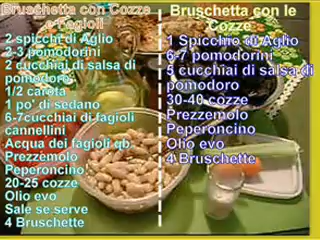 Bruschetta con Cozze
e Fagioli
2 spicchi di Aglio
2-3 pomodorini
2 cucchiai di salsa di
pomodoro
1/2 carota
1 po' di sedano
6-7cucchiai di fagioli
cannellini
Acqua dei fagioli qb
Prezzemolo
Peperoncino
20-25 cozze
Olio evo
Sale se serve
4 Bruschette
Bruschetta con le
Cozze
1 Spicchio di Aglio
6-7 pomodorini
5 cucchiai di salsa di
pomodoro
30-40 cozze
Prezzemolo
Peperoncino
Olio evo
4 Bruschette